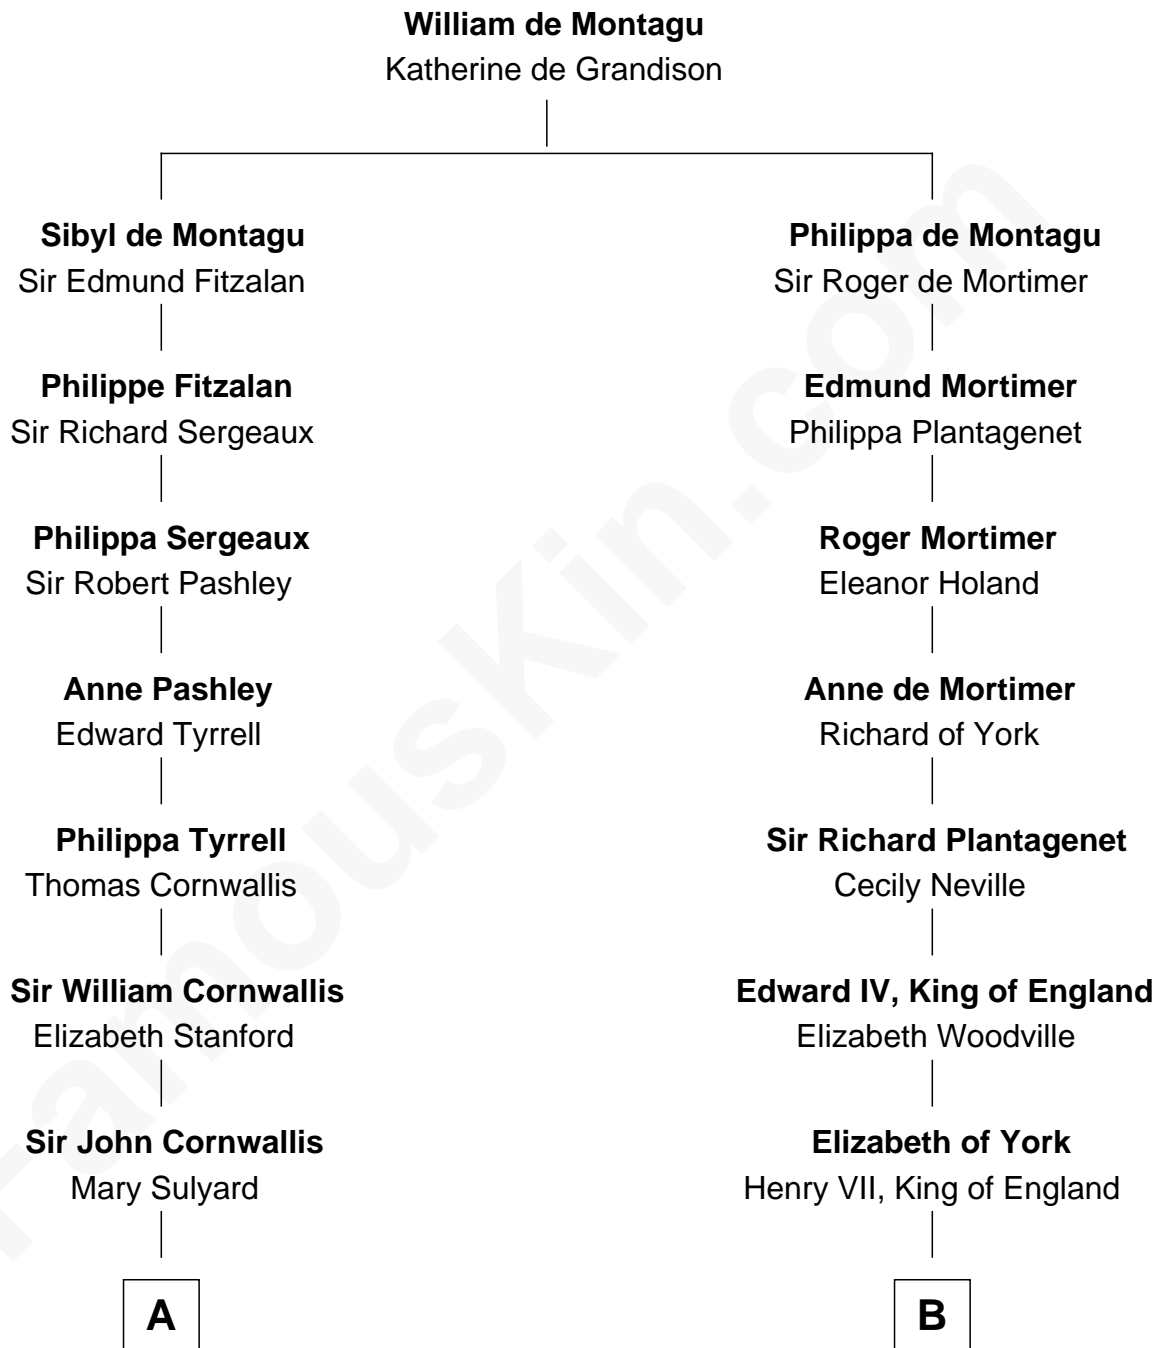 William de Montagu
Katherine de Grandison
Sibyl de Montagu
Sir Edmund Fitzalan
Philippa de Montagu
Sir Roger de Mortimer
Philippe Fitzalan
Sir Richard Sergeaux
Edmund Mortimer
Philippa Plantagenet
Philippa Sergeaux
Sir Robert Pashley
Roger Mortimer
Eleanor Holand
Anne Pashley
Edward Tyrrell
Anne de Mortimer
Richard of York
Philippa Tyrrell
Thomas Cornwallis
Sir Richard Plantagenet
Cecily Neville
Sir William Cornwallis
Elizabeth Stanford
Edward IV, King of England
Elizabeth Woodville
Sir John Cornwallis
Mary Sulyard
Elizabeth of York
Henry VII, King of England
A
B
FamousKin.com